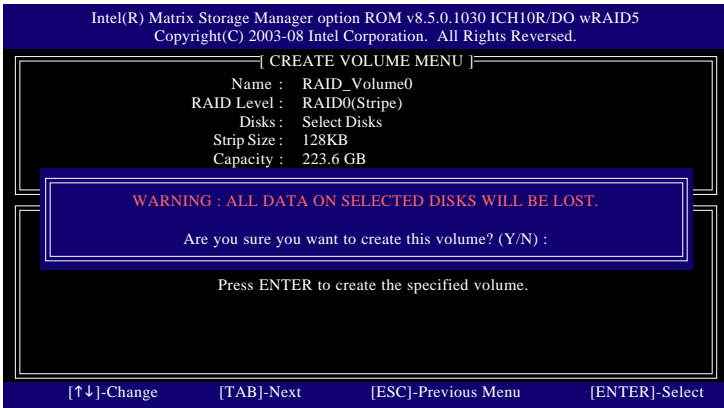 Intel(R) Matrix Storage Manager option ROM v8.5.0.1030 ICH10R/DO wRAID5
Copyright(C) 2003-08 Intel Corporation. All Rights Reversed.
[ CREATE VOLUME MENU ]
Name : RAID_Volume0
RAID Level : RAID0(Stripe)
Disks : Select Disks
Strip Size : 128KB
Capacity : 223.6 GB
WARNING : ALL DATA ON SELECTED DISKS WILL BE LOST.
Are you sure you want to create this volume? (Y/N) :
Press ENTER to create the specified volume.
[↑↓]-Change [TAB]-Next [ESC]-Previous Menu [ENTER]-Select